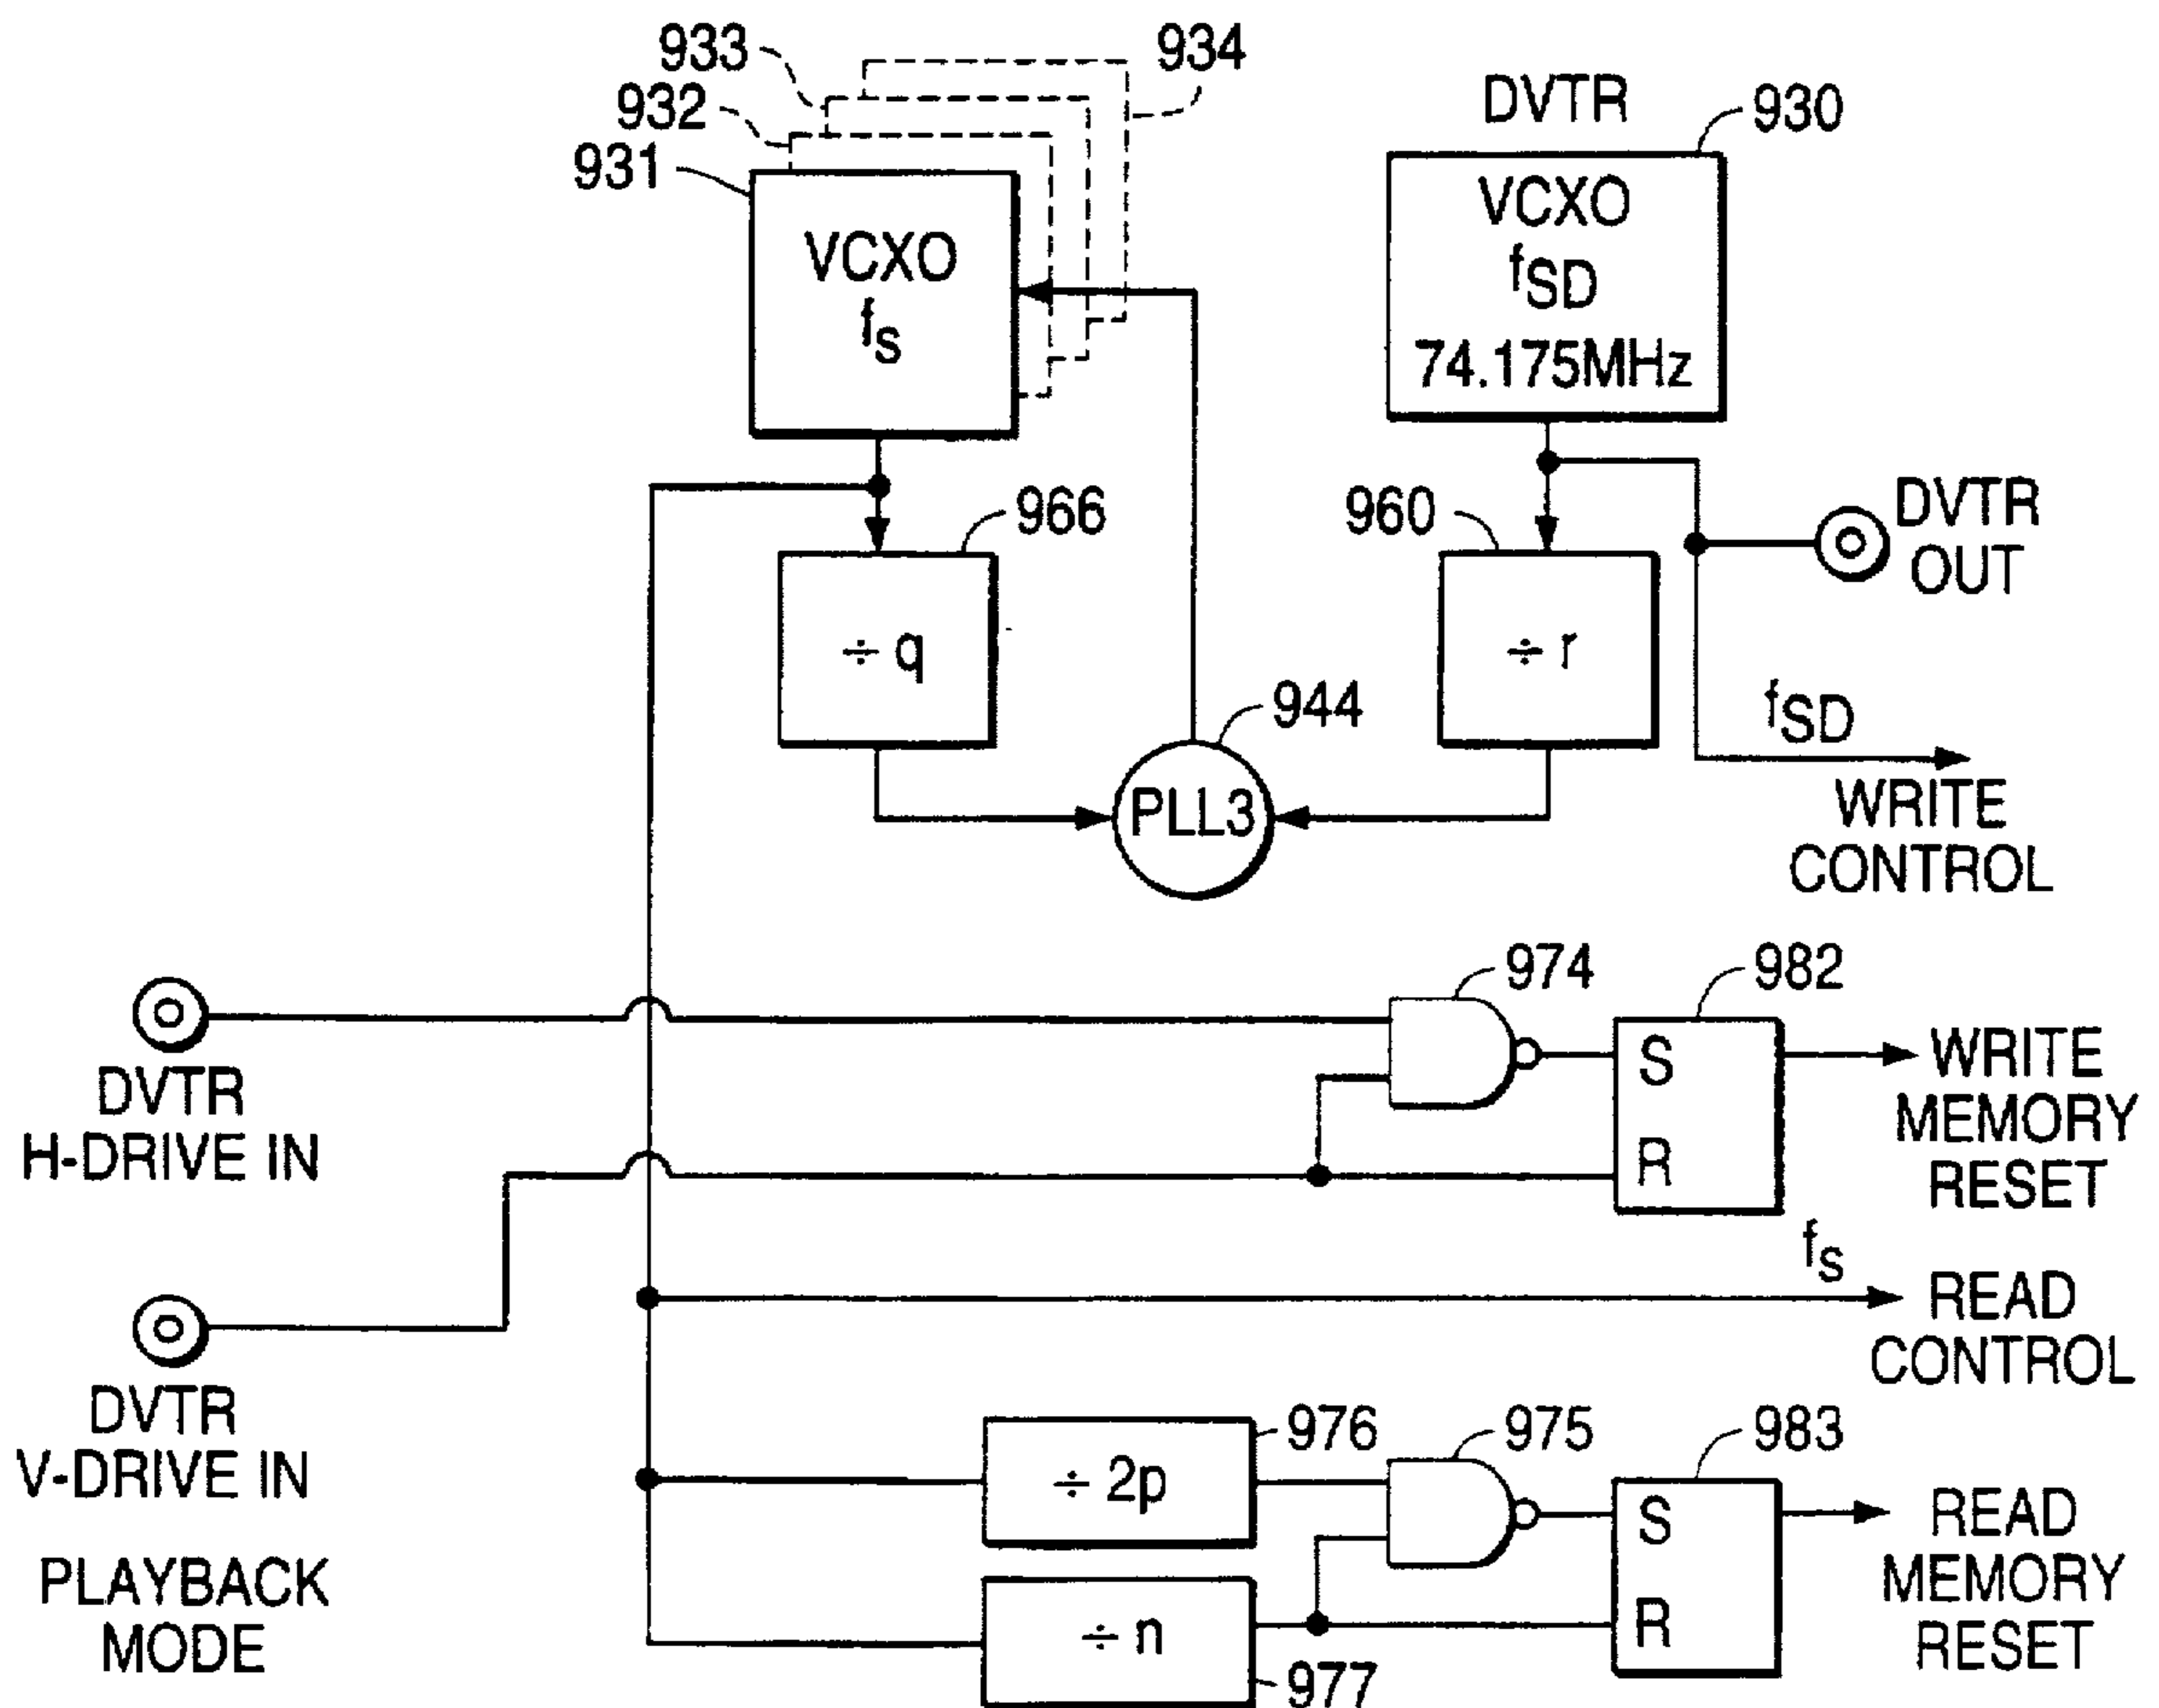 933
934
932
931
DVTR
930
VCXO
fs
VCXO
fSD
74.175MHz
966
960
DVTR
OUT
÷ q
÷ r
944
fSD
PLL3
WRITE
CONTROL
974
982
DVTR
H-DRIVE IN
S
R
WRITE
MEMORY
RESET
fs
READ
CONTROL
DVTR
V-DRIVE IN
976
975
983
÷ 2p
S
R
READ
MEMORY
RESET
÷ n
977
PLAYBACK
MODE